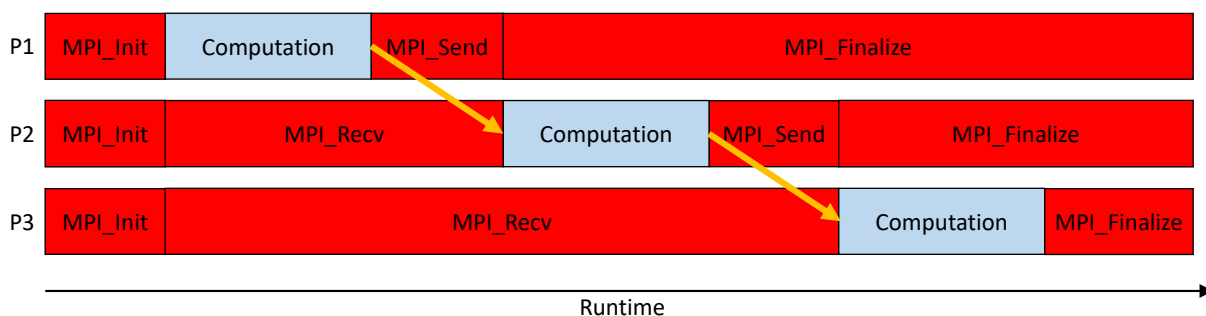 P1 MPI_Init Computation MPI_Send MPI_Finalize
P2 MPI_Init MPI_Recv Computation MPI_Send MPI_Finalize
P3 MPI_Init MPI_Recv Computation MPI_Finalize
Runtime